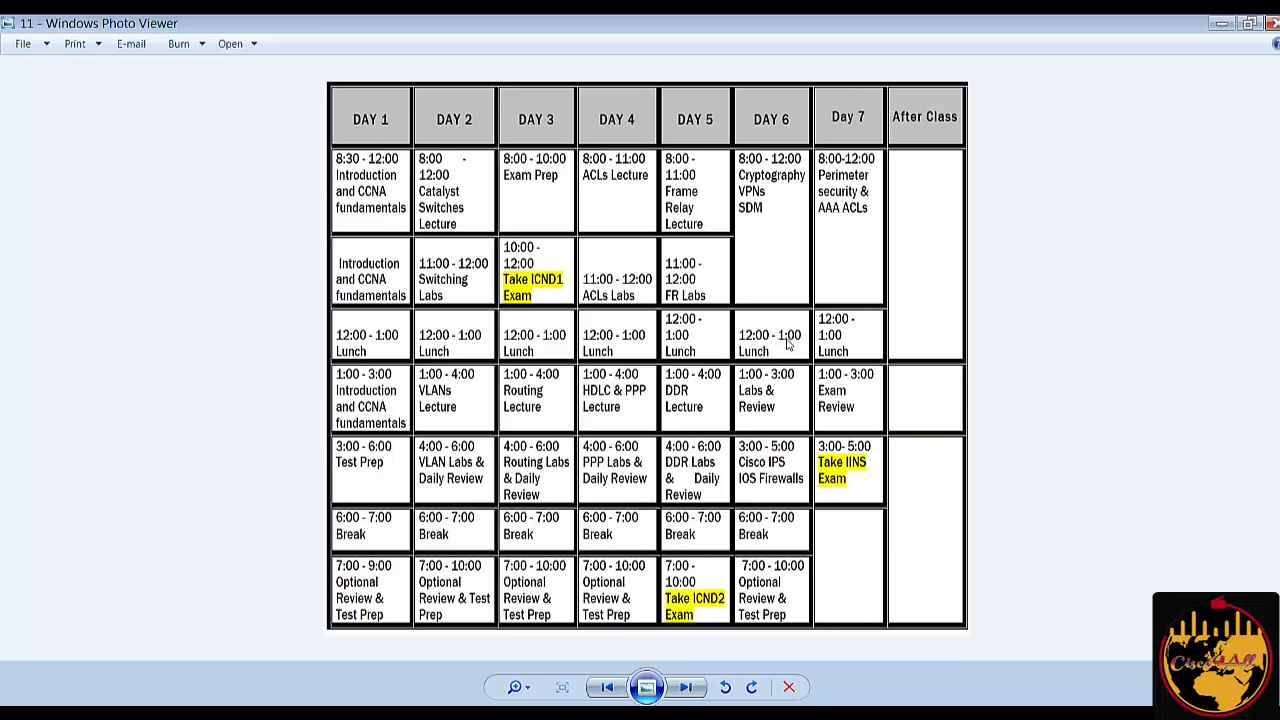 11 - Windows Photo Viewer
File Print E-mail Burn Open
DAY 1
DAY 2
DAY 3
DAY 4
DAY 5
DAY 6
Day 7
After Class
8:30 - 12:00
Introduction
and CCNA
fundamentals
8:00 -
12:00
Catalyst
Switches
Lecture
8:00 - 10:00
Exam Prep
8:00 - 11:00
ACLs Lecture
8:00 -
11:00
Frame
Relay
Lecture
8:00 - 12:00
Cryptography
VPNs
SDM
8:00-12:00
Perimeter
security &
AAA ACLs
Introduction
and CCNA
fundamentals
11:00 - 12:00
Switching
Labs
10:00 -
12:00
Take ICND1
Exam
11:00 - 12:00
ACLs Labs
11:00 -
12:00
FR Labs
12:00 - 1:00
Lunch
12:00 - 1:00
Lunch
12:00 - 1:00
Lunch
12:00 - 1:00
Lunch
12:00 -
1:00
Lunch
12:00 - 1:00
Lunch
12:00 -
1:00
Lunch
1:00 - 3:00
Introduction
and CCNA
fundamentals
1:00 - 4:00
VLANs
Lecture
1:00 - 4:00
Routing
Lecture
1:00 - 4:00
HDLC & PPP
Lecture
1:00 - 4:00
DDR
Lecture
1:00 - 3:00
Labs &
Review
1:00 - 3:00
Exam
Review
3:00 - 6:00
Test Prep
4:00 - 6:00
VLAN Labs &
Daily Review
4:00 - 6:00
Routing Labs
& Daily
Review
4:00 - 6:00
PPP Labs &
Daily Review
4:00 - 6:00
DDR Labs
& Daily
Review
3:00 - 5:00
Cisco IPS
IOS Firewalls
3:00- 5:00
Take IINS
Exam
6:00 - 7:00
Break
6:00 - 7:00
Break
6:00 - 7:00
Break
6:00 - 7:00
Break
6:00 - 7:00
Break
6:00 - 7:00
Break
7:00 - 9:00
Optional
Review &
Test Prep
7:00 - 10:00
Optional
Review & Test
Prep
7:00 - 10:00
Optional
Review &
Test Prep
7:00 - 10:00
Optional
Review &
Test Prep
7:00 -
10:00
Take ICND2
Exam
7:00 - 10:00
Optional
Review &
Test Prep
Cisco4All